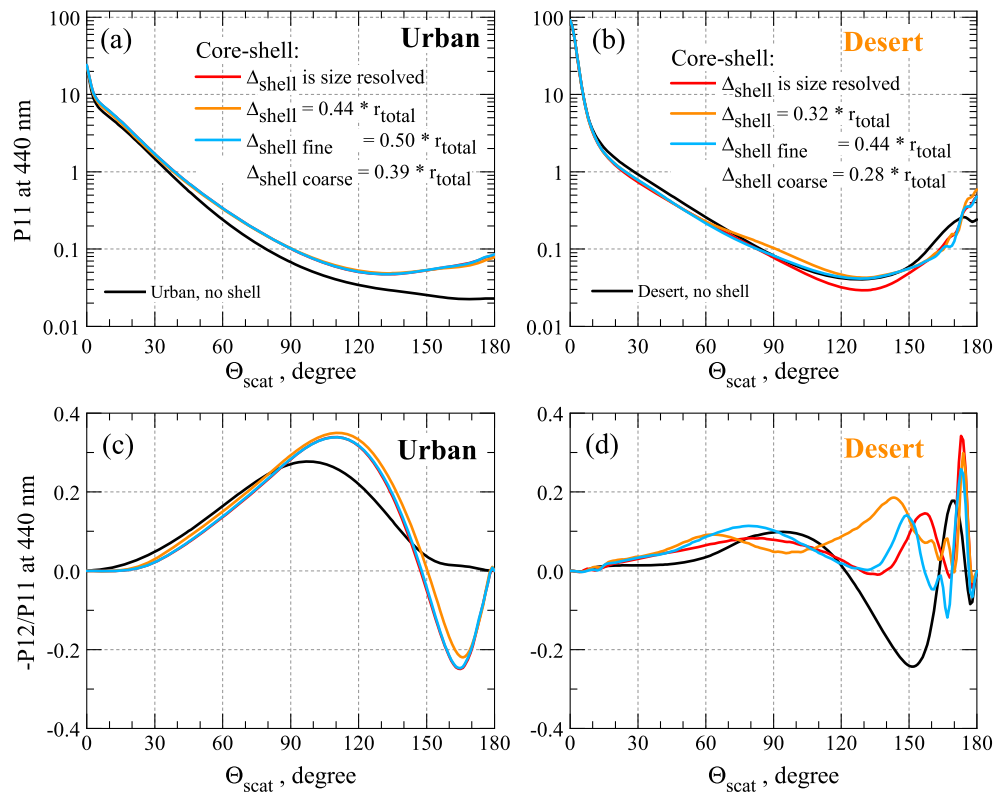 (a)
Urban
Core-shell:
Δshell is size resolved
Δshell = 0.44 * rtotal
Δshell fine = 0.50 * rtotal
Δshell coarse = 0.39 * rtotal
Urban, no shell
P11 at 440 nm
100
10
1
0.1
0.01
0 30 60 90 120 150 180
Θscat , degree
(b)
Desert
Core-shell:
Δshell is size resolved
Δshell = 0.32 * rtotal
Δshell fine = 0.44 * rtotal
Δshell coarse = 0.28 * rtotal
Desert, no shell
100
10
1
0.1
0.01
0 30 60 90 120 150 180
Θscat , degree
(c)
Urban
-P12/P11 at 440 nm
0.4
0.2
0.0
-0.2
-0.4
0 30 60 90 120 150 180
Θscat , degree
(d)
Desert
0.4
0.2
0.0
-0.2
-0.4
0 30 60 90 120 150 180
Θscat , degree